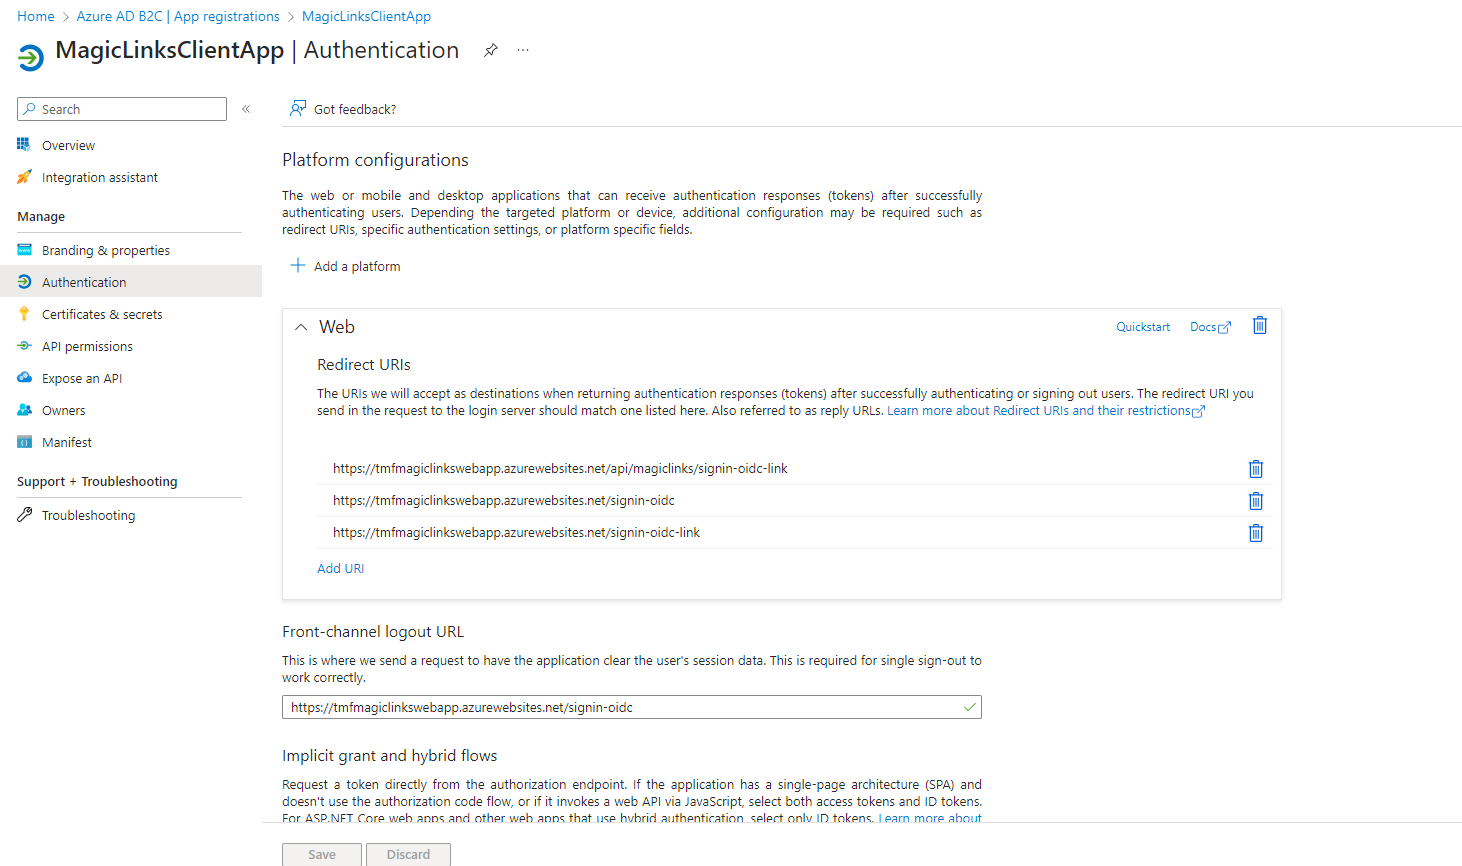 Home > Azure AD B2C | App registrations > MagicLinksClientApp
MagicLinksClientApp | Authentication
Search
Overview
Integration assistant
Manage
Branding & properties
Authentication
Certificates & secrets
API permissions
Expose an API
Owners
Manifest
Support + Troubleshooting
Troubleshooting
Got feedback?
Platform configurations
The web or mobile and desktop applications that can receive authentication responses (tokens) after successfully
authenticating users. Depending the targeted platform or device, additional configuration may be required such as
redirect URIs, specific authentication settings, or platform specific fields.
Add a platform
Web
Quickstart
Docs
Redirect URIs
The URIs we will accept as destinations when returning authentication responses (tokens) after successfully authenticating or signing out users. The redirect URI you
send in the request to the login server should match one listed here. Also referred to as reply URLs. Learn more about Redirect URIs and their restrictions
https://tmfmagiclinkswebapp.azurewebsites.net/api/magiclinks/signin-oidc-link
https://tmfmagiclinkswebapp.azurewebsites.net/signin-oidc
https://tmfmagiclinkswebapp.azurewebsites.net/signin-oidc-link
Add URI
Front-channel logout URL
This is where we send a request to have the application clear the user's session data. This is required for single sign-out to
work correctly.
https://tmfmagiclinkswebapp.azurewebsites.net/signin-oidc
Implicit grant and hybrid flows
Request a token directly from the authorization endpoint. If the application has a single-page architecture (SPA) and
doesn't use the authorization code flow, or if it invokes a web API via JavaScript, select both access tokens and ID tokens.
For ASP.NET Core web apps and other web apps that use hybrid authentication, select only ID tokens. Learn more about
Save
Discard